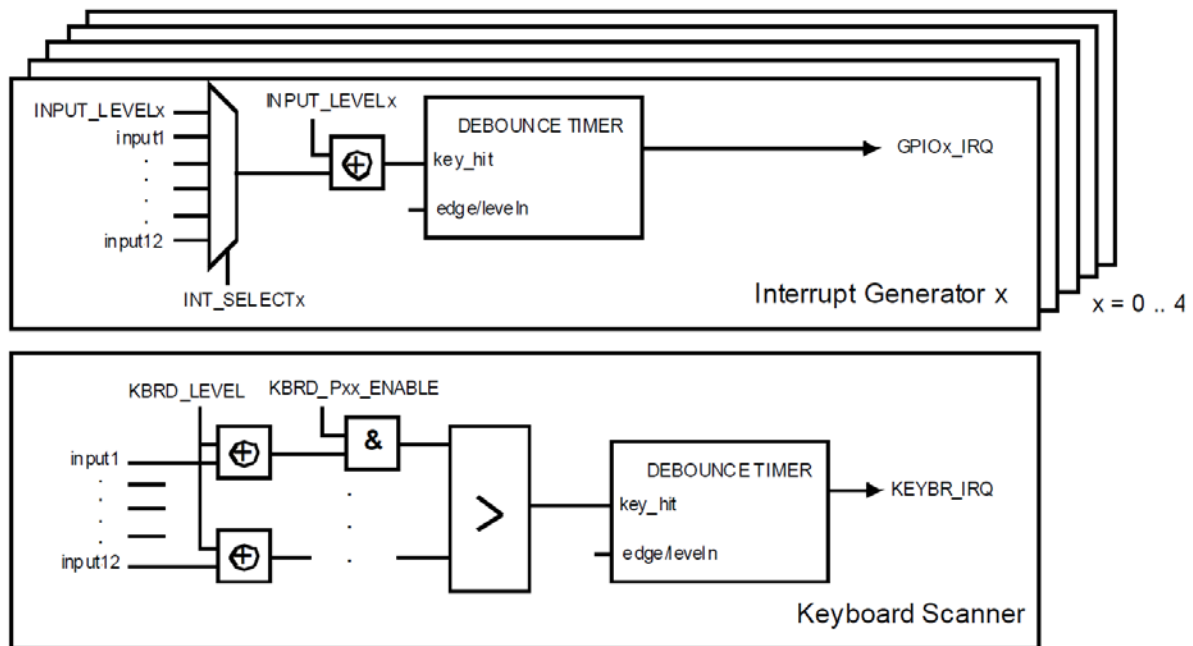 INPUT_LEVELx
INPUT_LEVELx
input1
.
.
.
.
input12
INT_SELECTx
DEBOUNCE TIMER
key_hit
edge/leveln
GPIOx_IRQ
Interrupt Generator x
x = 0 .. 4
KBRD_LEVEL
KBRD_Pxx_ENABLE
&
input1
.
.
.
.
input12
.
.
.
>
DEBOUNCE TIMER
key_hit
edge/leveln
KEYBR_IRQ
Keyboard Scanner